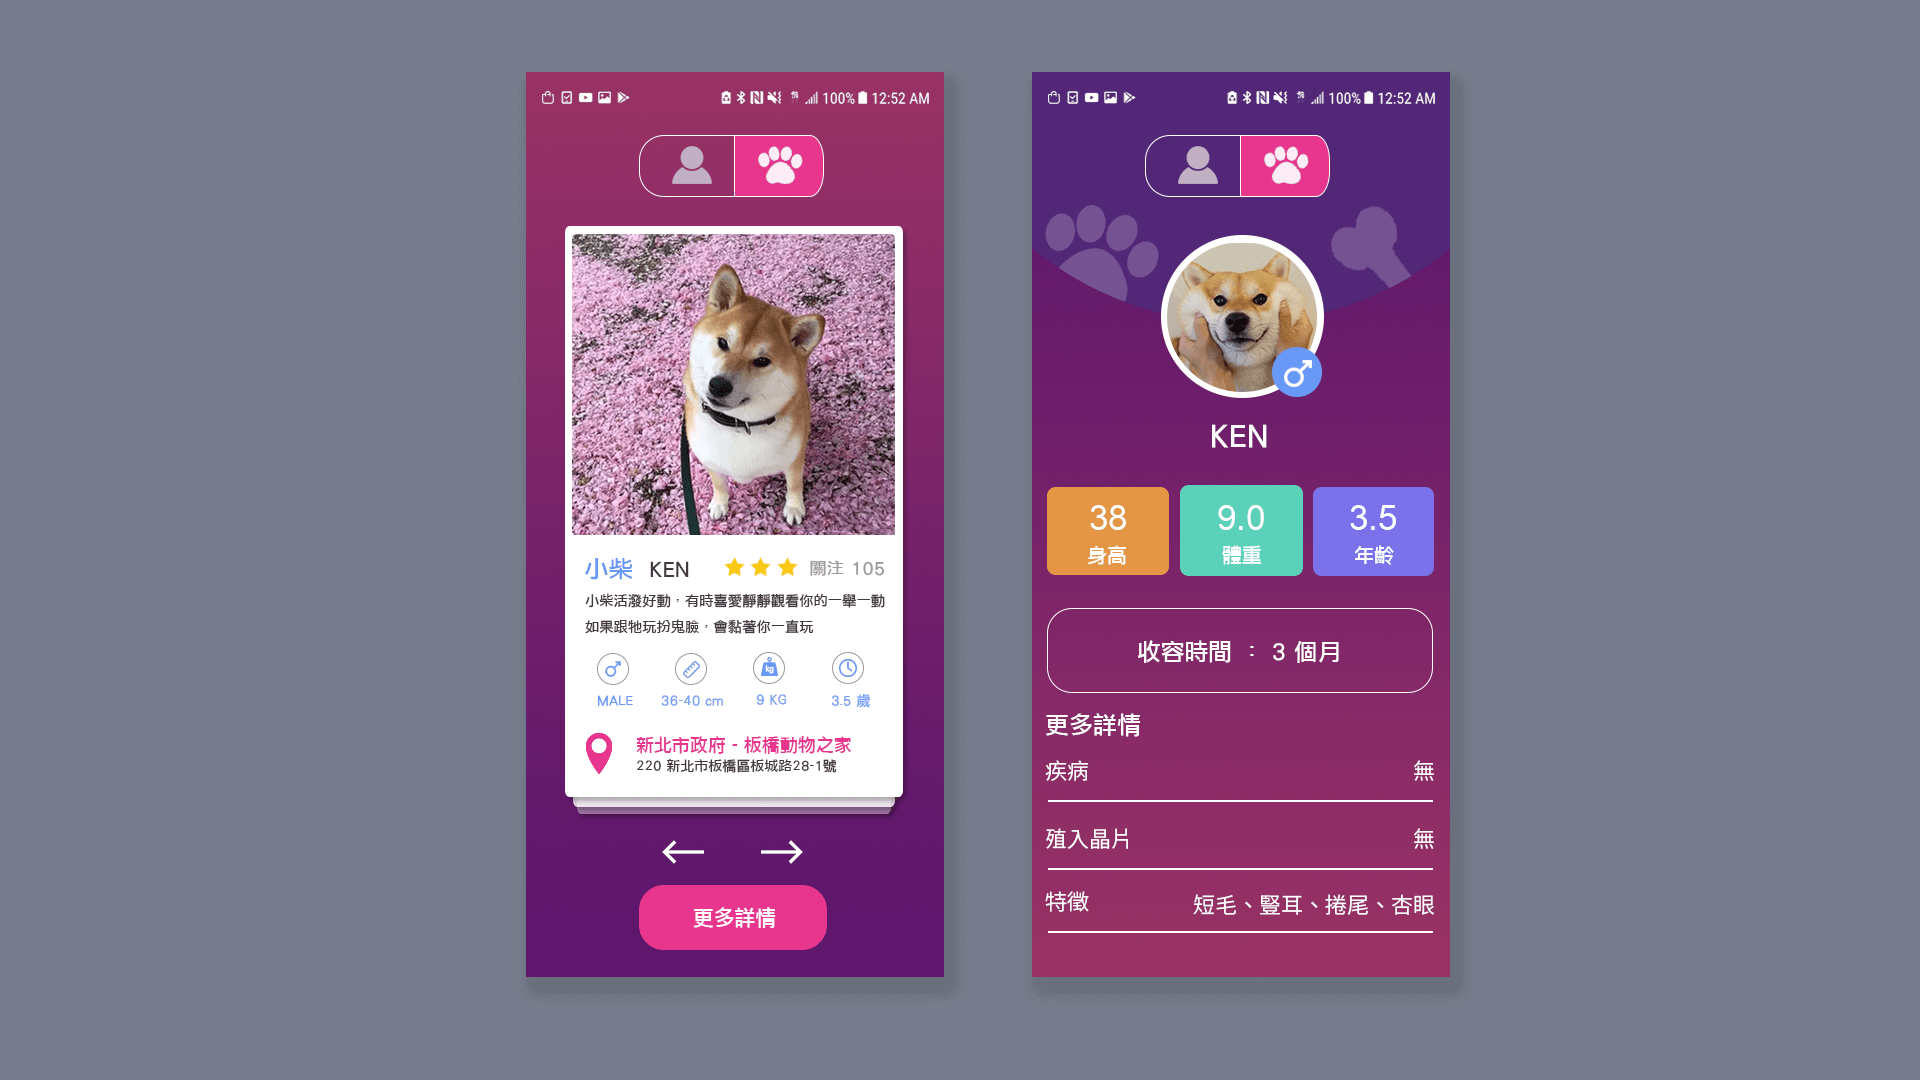 100% 12:52 AM
小柴 KEN 關注 105
小柴活潑好動，有時喜愛靜靜觀看你的一舉一動
如果跟牠玩扮鬼臉，會黏著你一直玩
kg
MALE 36-40 cm 9 KG 3.5 歲
新北市政府 - 板橋動物之家
220 新北市板橋區板城路28-1號
更多詳情
100% 12:52 AM
KEN
38 9.0 3.5
身高 體重 年齡
收容時間 ： 3 個月
更多詳情
疾病 無
殖入晶片 無
特徵 短毛、豎耳、捲尾、杏眼